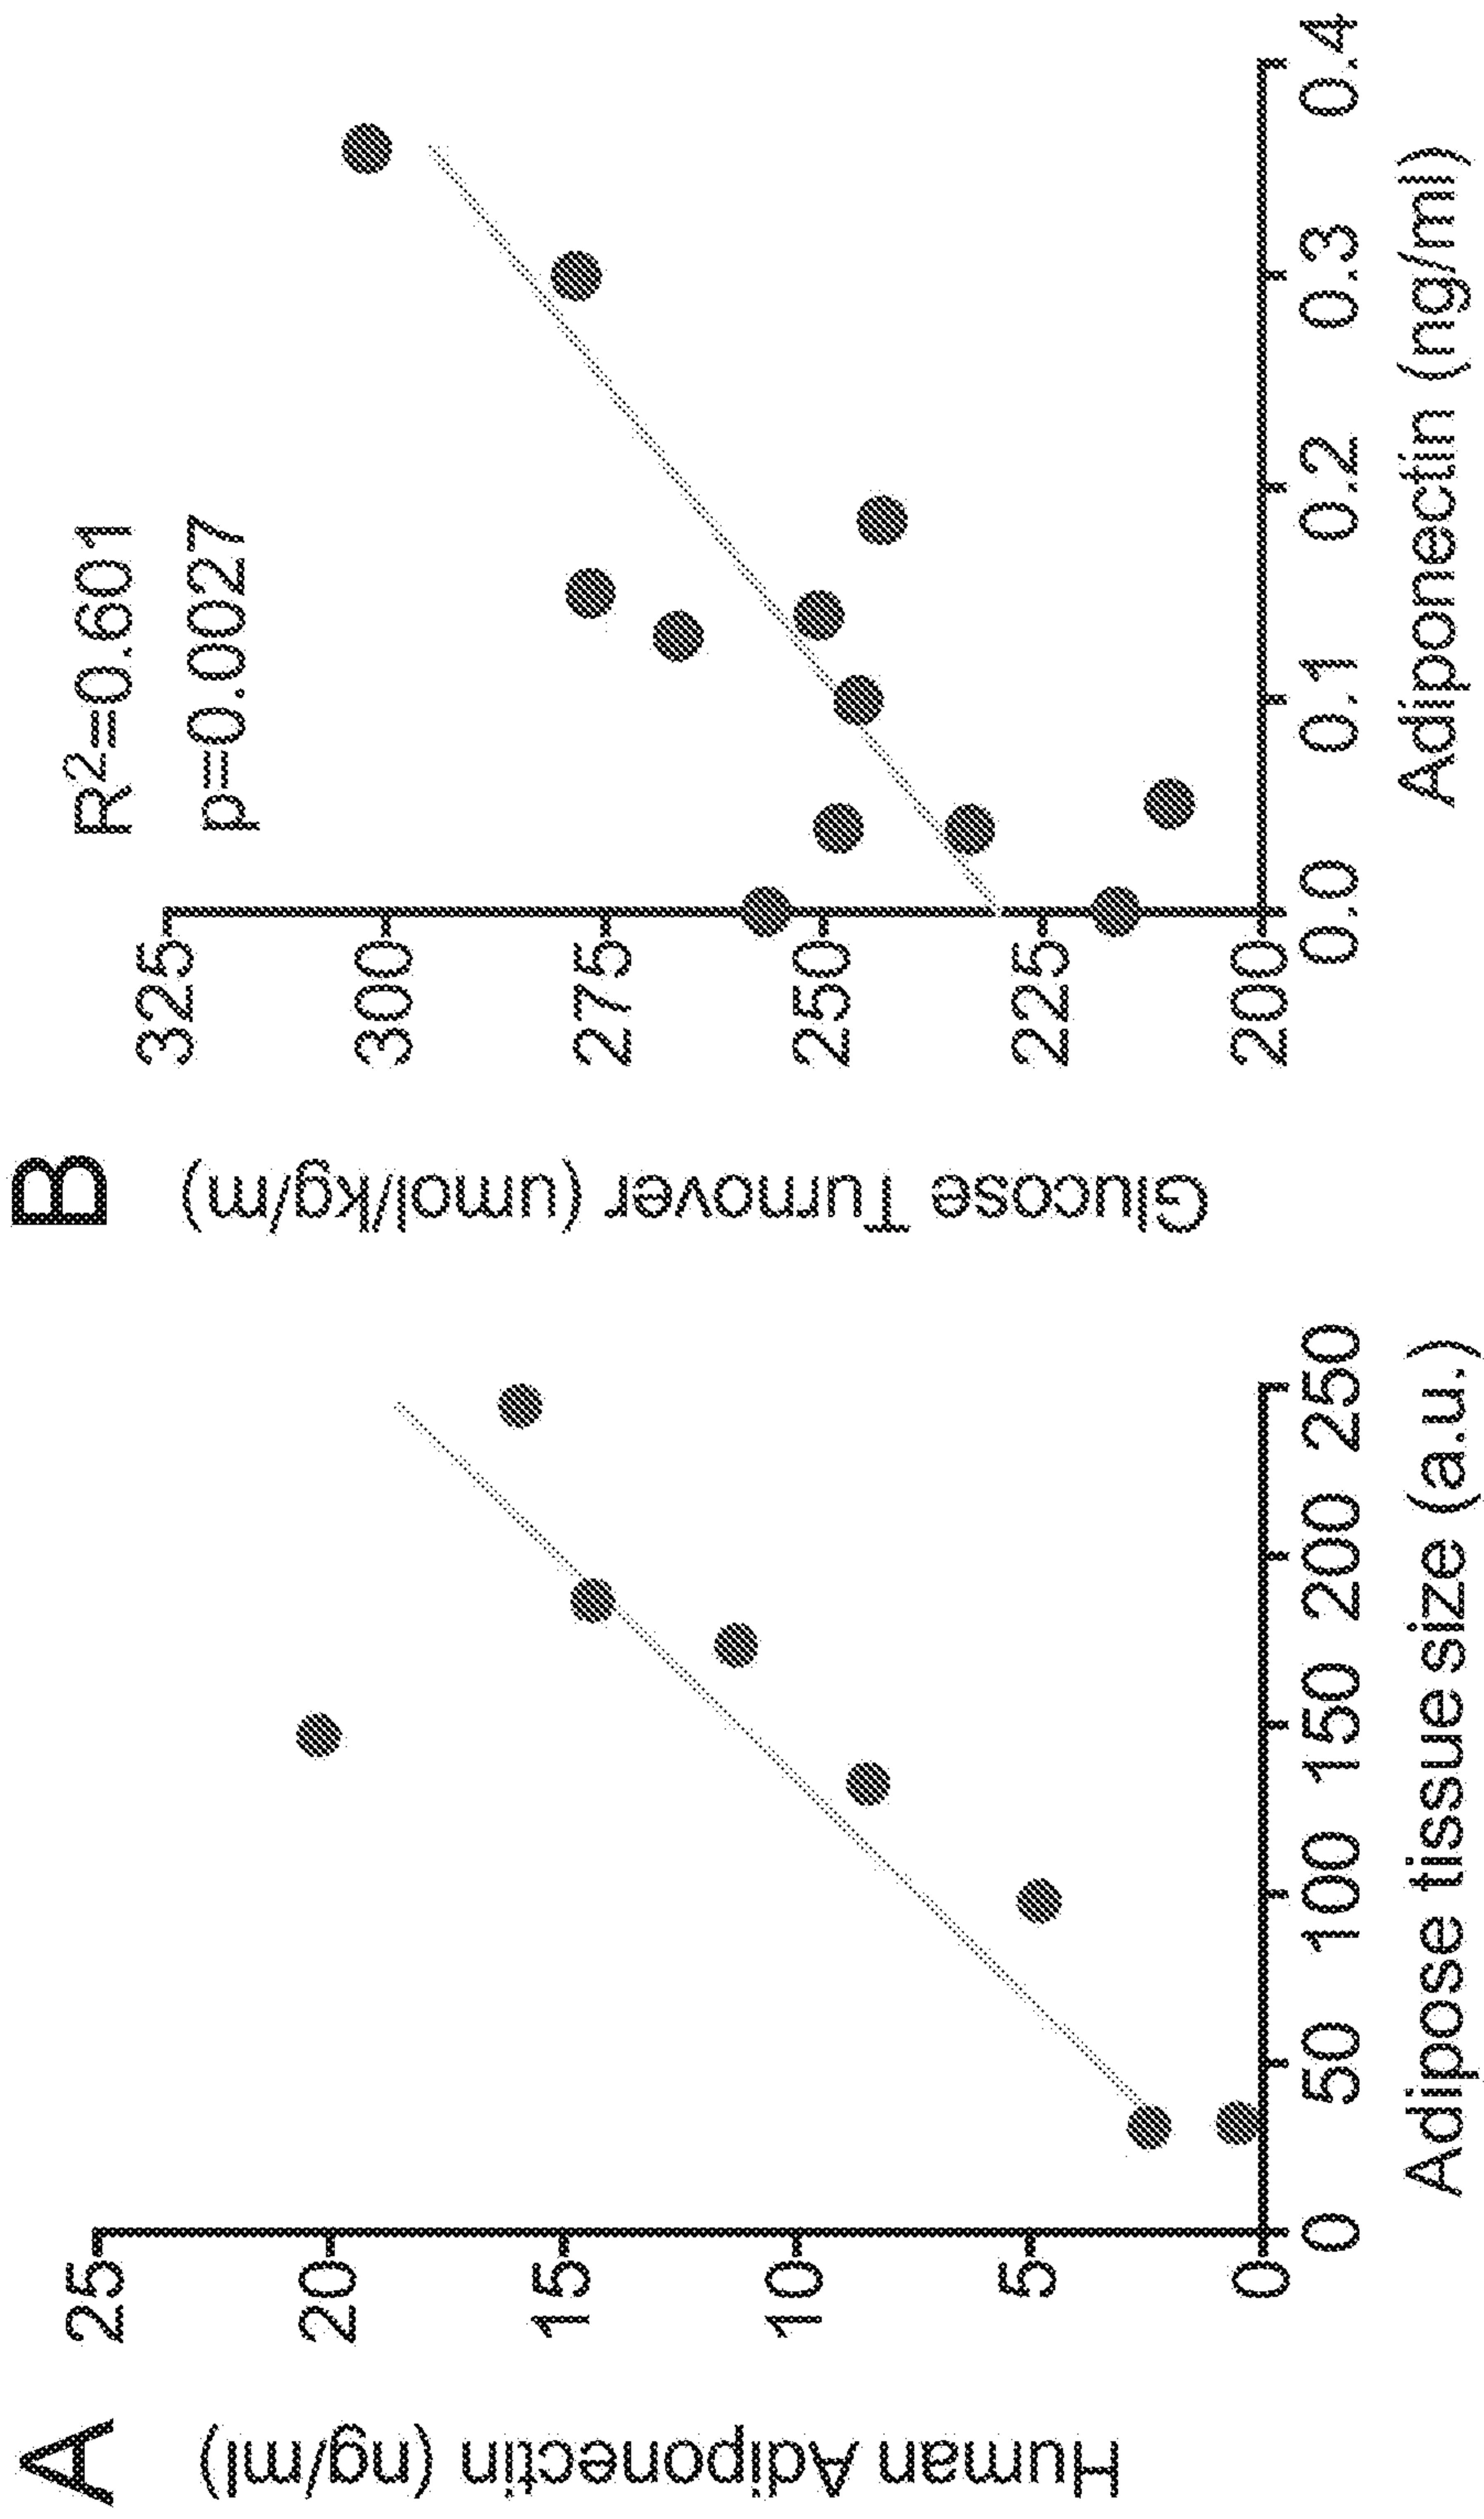 A
Human Adiponectin (ng/ml)
25
20
15
10
5
0
0 50 100 150 200 250
Adipose tissue size (a.u.)
B
Glucose Turnover (umol/kg/m)
325
300
275
250
225
200
R²=0.601
p=0.0027
0.0 0.1 0.2 0.3 0.4
Adiponectin (ng/ml)